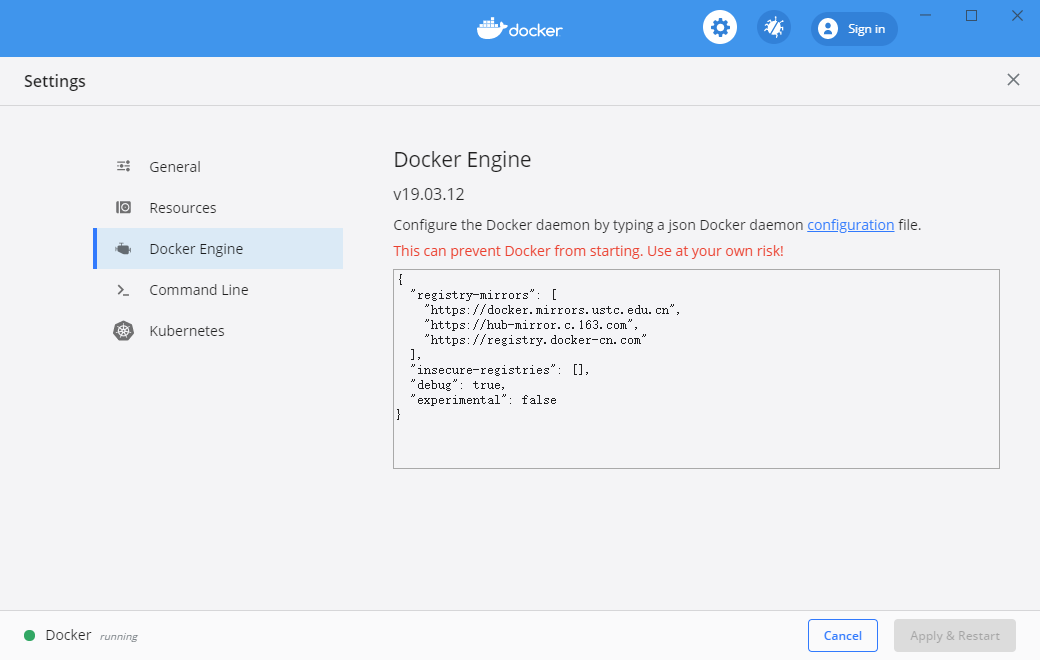 docker
Sign in
Settings
General
Resources
Docker Engine
Command Line
Kubernetes
Docker Engine
v19.03.12
Configure the Docker daemon by typing a json Docker daemon configuration file.
This can prevent Docker from starting. Use at your own risk!
{
  "registry-mirrors": [
    "https://docker.mirrors.ustc.edu.cn",
    "https://hub-mirror.c.163.com",
    "https://registry.docker-cn.com"
  ],
  "insecure-registries": [],
  "debug": true,
  "experimental": false
}
Docker running
Cancel
Apply & Restart